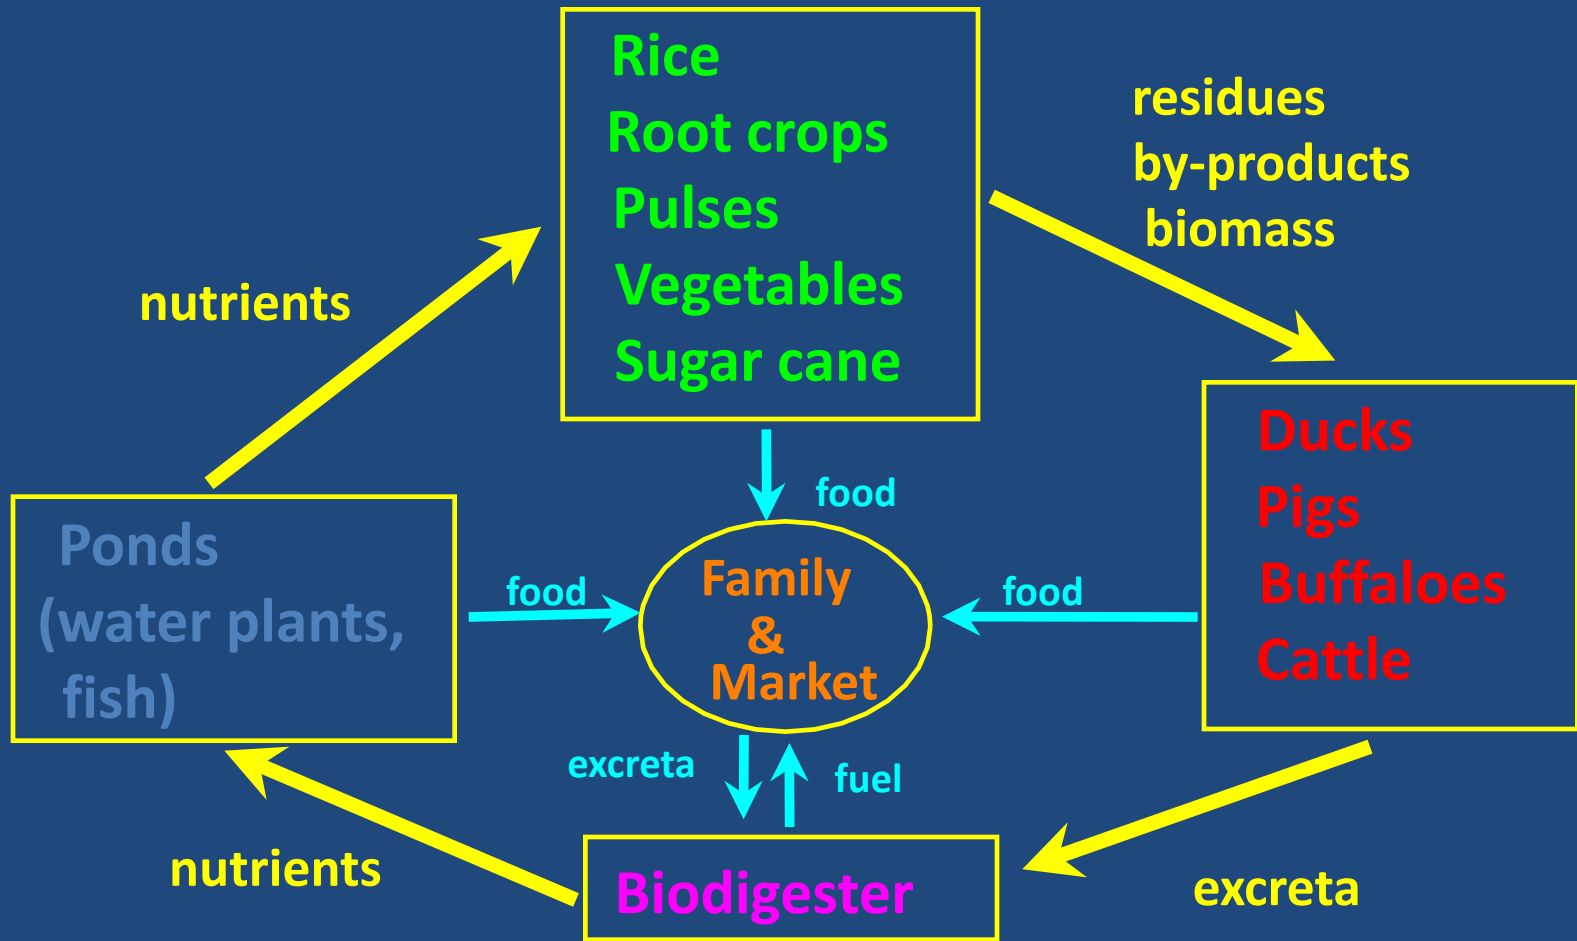 Rice
Root crops
Pulses
Vegetables
Sugar cane
residues
by-products
biomass
nutrients
food
Ducks
Pigs
Buffaloes
Cattle
Ponds
(water plants,
fish)
food
Family
&
Market
food
excreta
fuel
nutrients
Biodigester
excreta